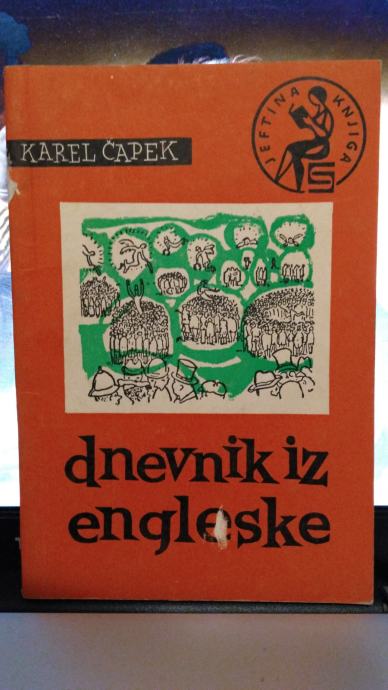 KAREL ČAPEK
JEFTINA KNJIGA
S
dnevnik iz
engleske